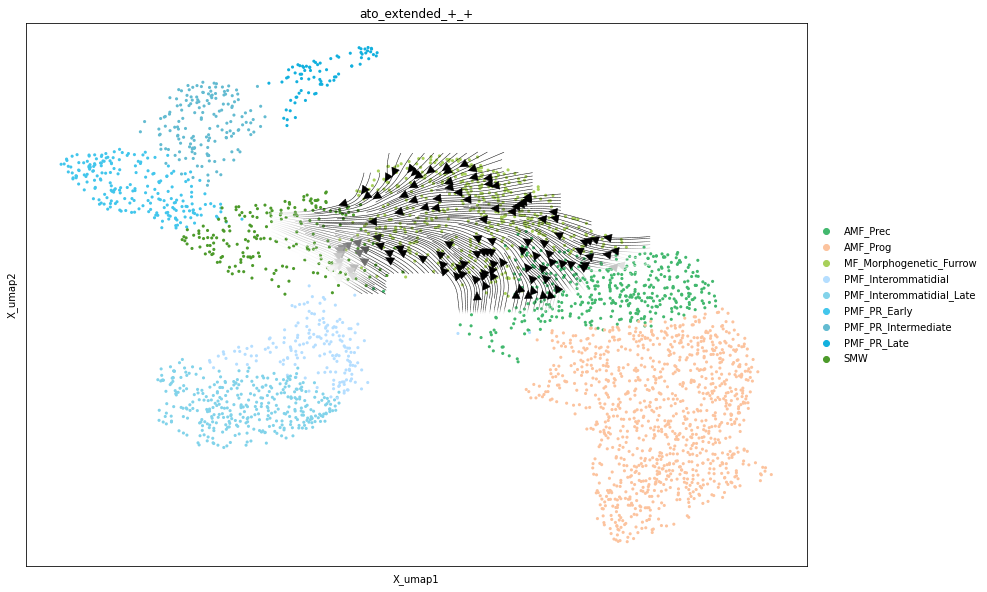 ato_extended_+_+
X_umap2
X_umap1
AMF_Prec
AMF_Prog
MF_Morphogenetic_Furrow
PMF_Interommatidial
PMF_Interommatidial_Late
PMF_PR_Early
PMF_PR_Intermediate
PMF_PR_Late
SMW